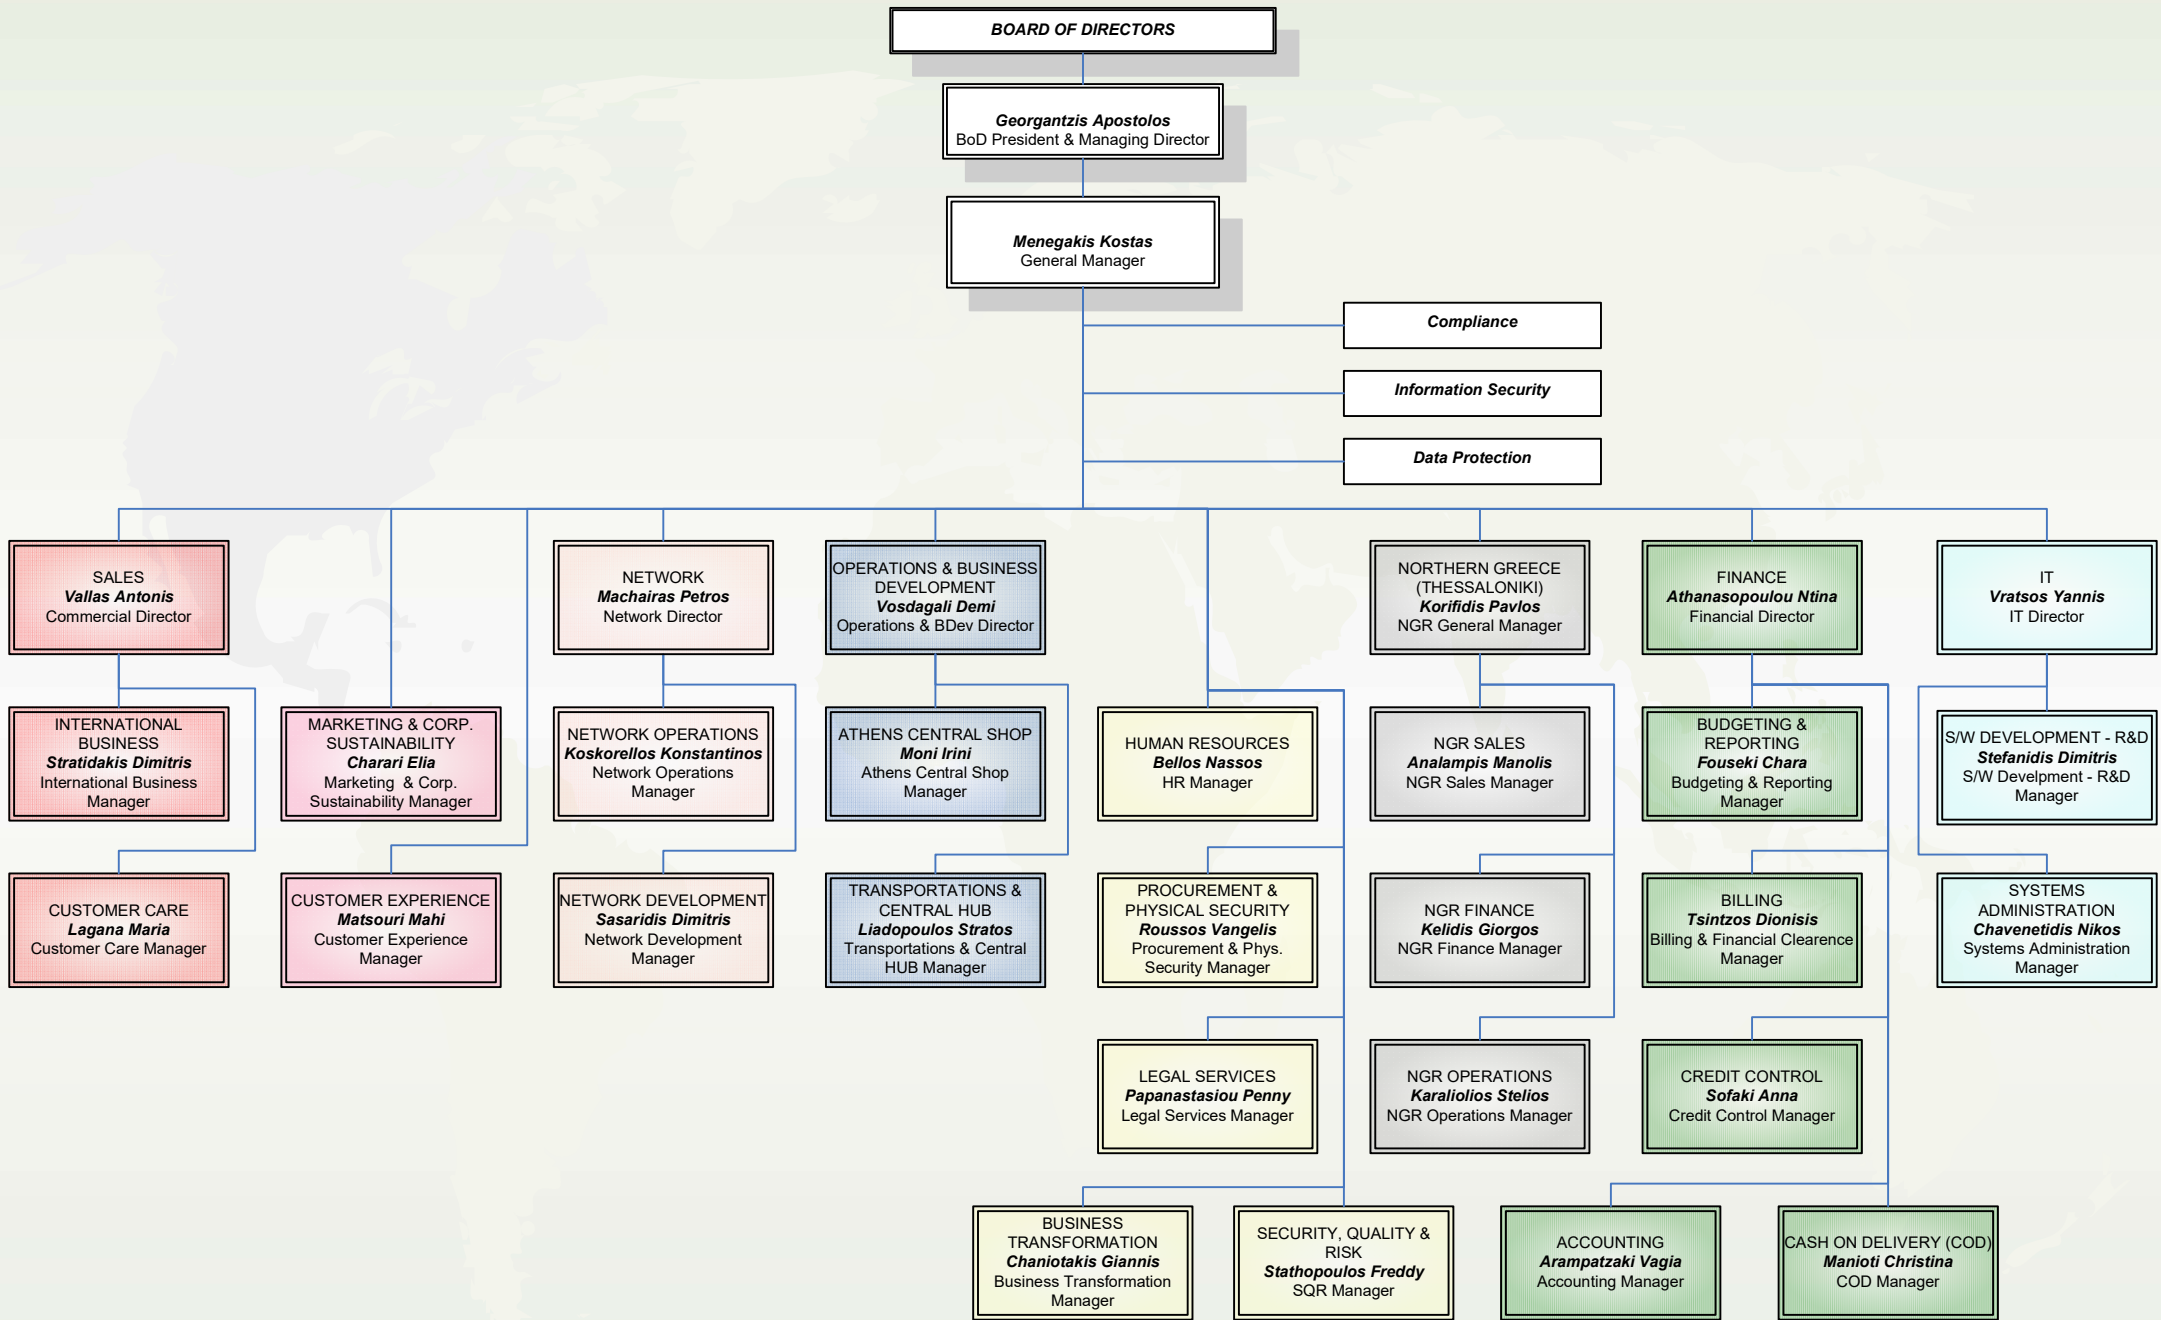 BOARD OF DIRECTORS
Georgantzis Apostolos
BoD President & Managing Director
Menegakis Kostas
General Manager
Compliance
Information Security
Data Protection
SALES
Vallas Antonis
Commercial Director
NETWORK
Machairas Petros
Network Director
OPERATIONS & BUSINESS
DEVELOPMENT
Vosdagali Demi
Operations & BDev Director
NORTHERN GREECE
(THESSALONIKI)
Korifidis Pavlos
NGR General Manager
FINANCE
Athanasopoulou Ntina
Financial Director
IT
Vratsos Yannis
IT Director
INTERNATIONAL
BUSINESS
Stratidakis Dimitris
International Business
Manager
MARKETING & CORP.
SUSTAINABILITY
Charari Elia
Marketing & Corp.
Sustainability Manager
NETWORK OPERATIONS
Koskorellos Konstantinos
Network Operations
Manager
ATHENS CENTRAL SHOP
Moni Irini
Athens Central Shop
Manager
HUMAN RESOURCES
Bellos Nassos
HR Manager
NGR SALES
Analampis Manolis
NGR Sales Manager
BUDGETING &
REPORTING
Fouseki Chara
Budgeting & Reporting
Manager
S/W DEVELOPMENT - R&D
Stefanidis Dimitris
S/W Develpment - R&D
Manager
CUSTOMER CARE
Lagana Maria
Customer Care Manager
CUSTOMER EXPERIENCE
Matsouri Mahi
Customer Experience
Manager
NETWORK DEVELOPMENT
Sasaridis Dimitris
Network Development
Manager
TRANSPORTATIONS &
CENTRAL HUB
Liadopoulos Stratos
Transportations & Central
HUB Manager
PROCUREMENT &
PHYSICAL SECURITY
Roussos Vangelis
Procurement & Phys.
Security Manager
NGR FINANCE
Kelidis Giorgos
NGR Finance Manager
BILLING
Tsintzos Dionisis
Billing & Financial Clearence
Manager
SYSTEMS
ADMINISTRATION
Chavenetidis Nikos
Systems Administration
Manager
LEGAL SERVICES
Papanastasiou Penny
Legal Services Manager
NGR OPERATIONS
Karaliolios Stelios
NGR Operations Manager
CREDIT CONTROL
Sofaki Anna
Credit Control Manager
BUSINESS
TRANSFORMATION
Chaniotakis Giannis
Business Transformation
Manager
SECURITY, QUALITY &
RISK
Stathopoulos Freddy
SQR Manager
ACCOUNTING
Arampatzaki Vagia
Accounting Manager
CASH ON DELIVERY (COD)
Manioti Christina
COD Manager